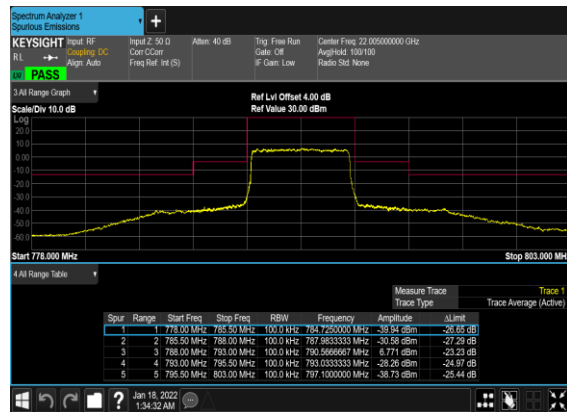 Spectrum Analyzer 1
Spurious Emissions
KEYSIGHT Input: RF Input Z: 50 Ω Atten: 40 dB Trig: Free Run Center Freq: 22.005000000 GHz
Coupling: DC Corr CCorr Gate: Off Avg|Hold: 100/100
RL Align: Auto Freq Ref: Int (S) IF Gain: Low Radio Std: None
LW PASS
3 All Range Graph
Ref Lvl Offset 4.00 dB
Scale/Div 10.0 dB Ref Value 30.00 dBm
Log
20.0
10.0
0.00
-10.0
-20.0
-30.0
-40.0
-50.0
-60.0
Start 778.000 MHz Stop 803.000 MH
4 All Range Table
Measure Trace Trace 1
Trace Type Trace Average (Active)
Spur Range Start Freq Stop Freq RBW Frequency Amplitude ΔLimit
1 1 778.00 MHz 785.50 MHz 100.0 kHz 784.7250000 MHz -39.94 dBm -26.65 dB
2 2 785.50 MHz 788.00 MHz 100.0 kHz 787.9833333 MHz -30.58 dBm -27.29 dB
3 3 788.00 MHz 793.00 MHz 100.0 kHz 790.5666667 MHz 6.771 dBm -23.23 dB
4 4 793.00 MHz 795.50 MHz 100.0 kHz 793.0333333 MHz -28.26 dBm -24.97 dB
5 5 795.50 MHz 803.00 MHz 100.0 kHz 797.1000000 MHz -38.73 dBm -25.44 dB
? Jan 18, 2022
1:34:32 AM